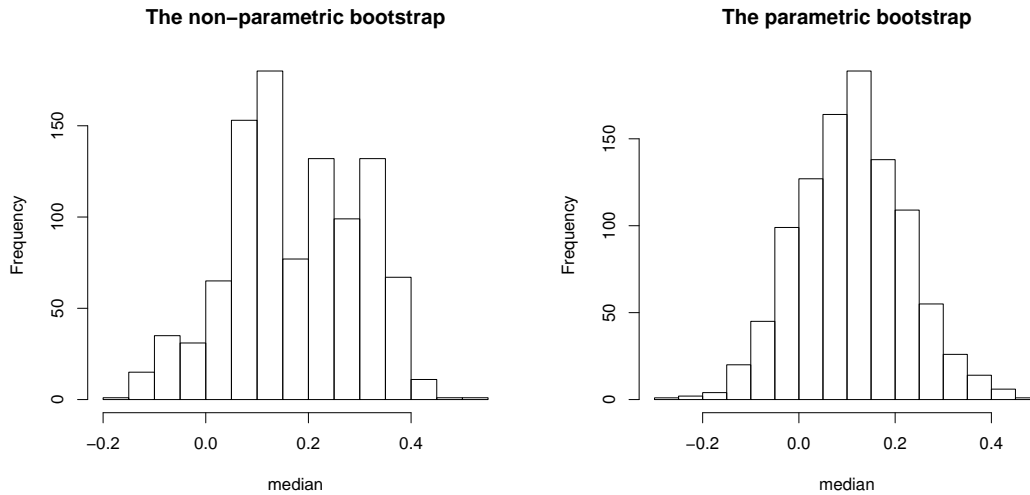 The non−parametric bootstrap
Frequency
150
100
50
0
−0.2 0.0 0.2 0.4
median
The parametric bootstrap
Frequency
150
100
50
0
−0.2 0.0 0.2 0.4
median